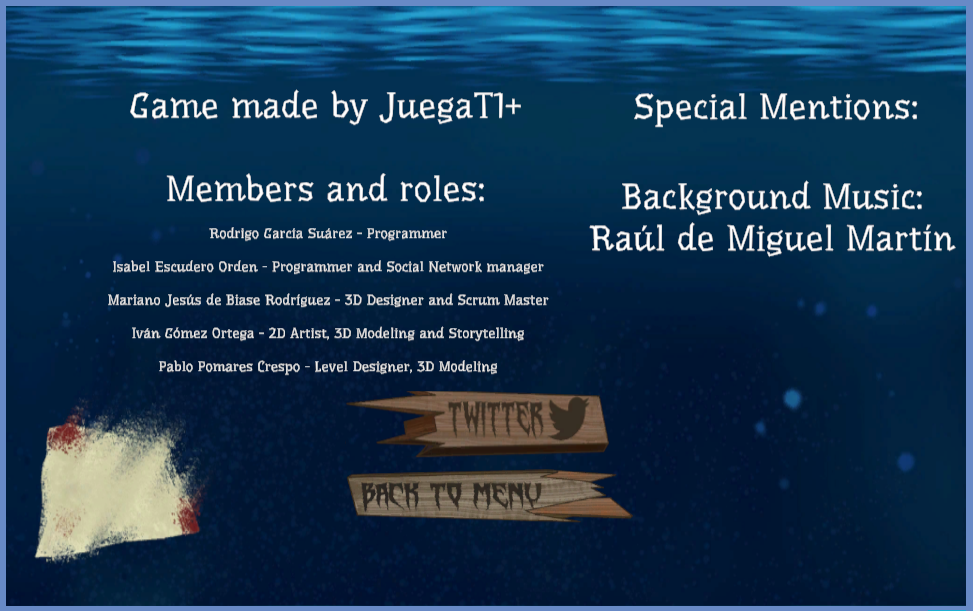 Game made by JuegaT1+
Members and roles:
Rodrigo García Suárez - Programmer
Isabel Escudero Orden - Programmer and Social Network manager
Mariano Jesús de Biase Rodríguez - 3D Designer and Scrum Master
Iván Gómez Ortega - 2D Artist, 3D Modeling and Storytelling
Pablo Pomares Crespo - Level Designer, 3D Modeling
Special Mentions:
Background Music:
Raúl de Miguel Martín
TWITTER
BACK TO MENU